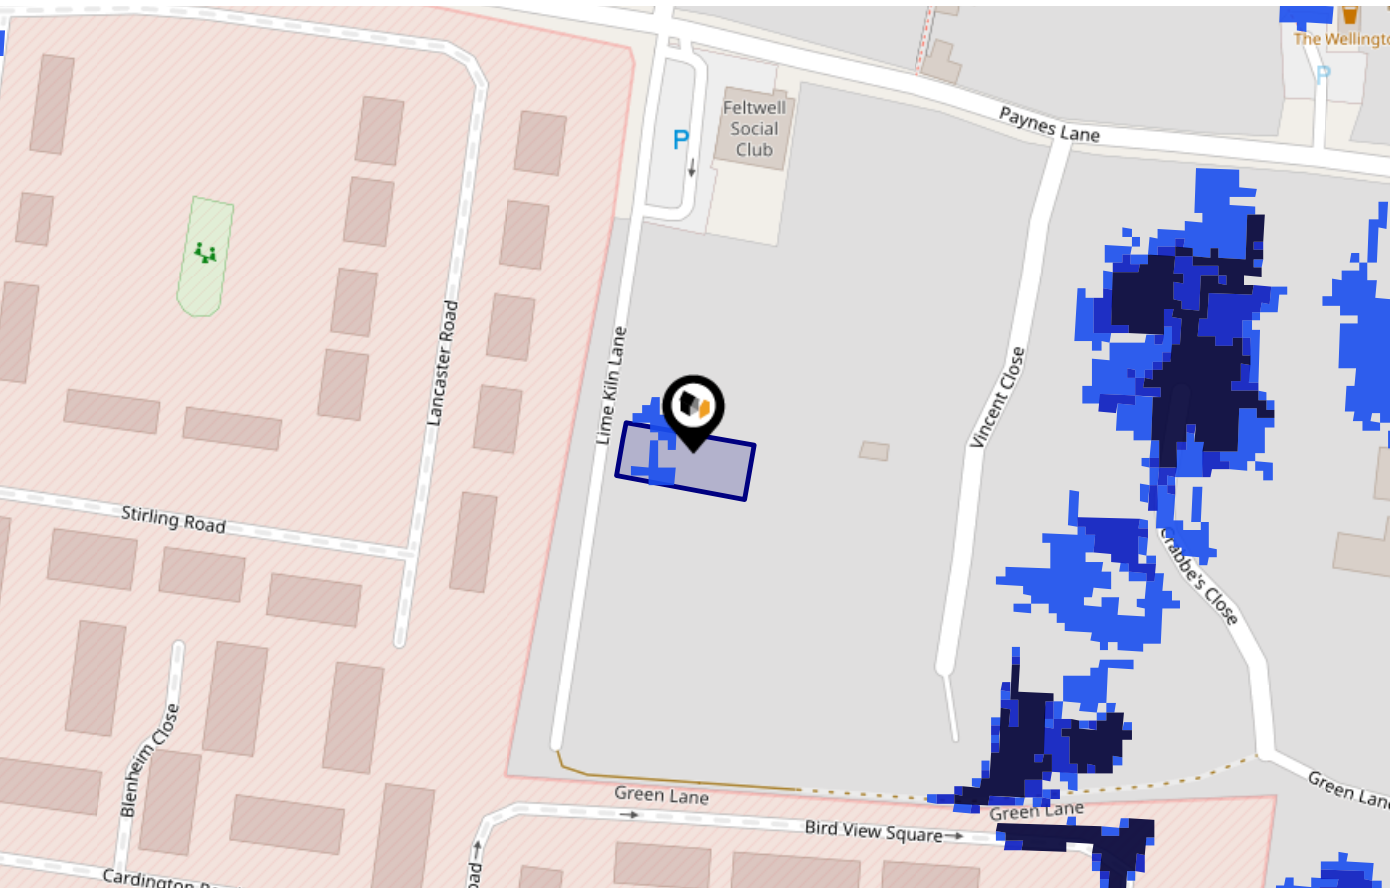 The Wellingto
P
Feltwell
Social
Club
P
Paynes Lane
Lime Kiln Lane
Lancaster Road
Vincent Close
Stirling Road
Crabbe's Close
Blenheim Close
Green Lane
Green Lane
Green Lane
Bird View Square
oad
Cardington R